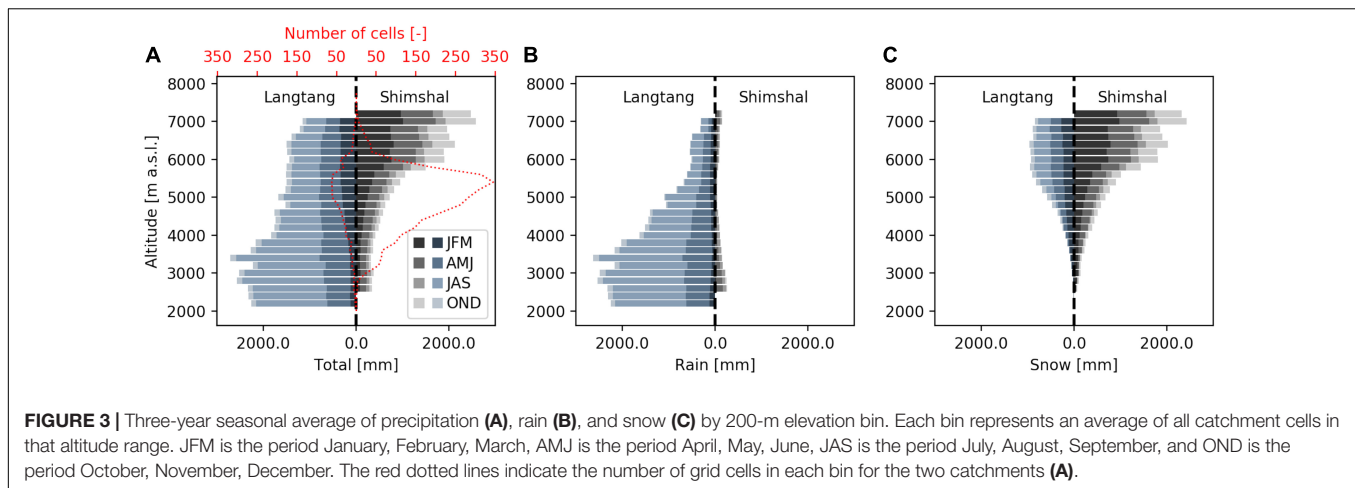 Number of cells [-]
A 350 250 150 50 50 150 250 350 B C
8000 8000 8000
Langtang Shimshal Langtang Shimshal Langtang Shimshal
7000 7000 7000
6000 6000 6000
Altitude [m a.s.l.]
5000 5000 5000
4000 4000 4000
JFM
AMJ
3000 3000 3000
JAS
OND
2000 2000 2000
2000.0 0.0 2000.0 2000.0 0.0 2000.0 2000.0 0.0 2000.0
Total [mm] Rain [mm] Snow [mm]
FIGURE 3 | Three-year seasonal average of precipitation (A), rain (B), and snow (C) by 200-m elevation bin. Each bin represents an average of all catchment cells in
that altitude range. JFM is the period January, February, March, AMJ is the period April, May, June, JAS is the period July, August, September, and OND is the
period October, November, December. The red dotted lines indicate the number of grid cells in each bin for the two catchments (A).